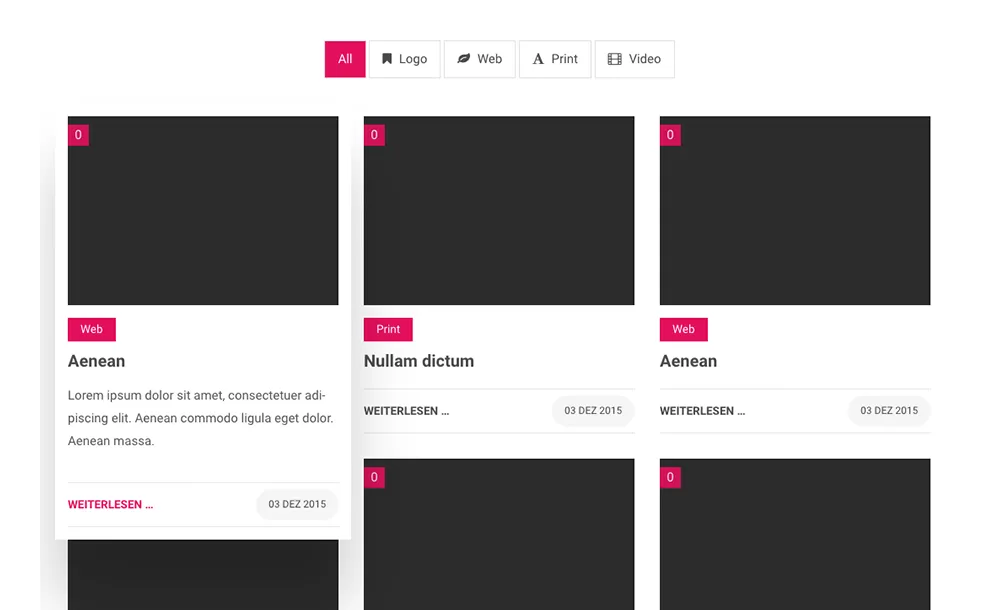 All Logo Web Print Video
0
Web
Aenean
Lorem ipsum dolor sit amet, consectetuer adi-
piscing elit. Aenean commodo ligula eget dolor.
Aenean massa.
WEITERLESEN ... 03 DEZ 2015
0
Print
Nullam dictum
WEITERLESEN ... 03 DEZ 2015
0
Web
Aenean
WEITERLESEN ... 03 DEZ 2015
0
0